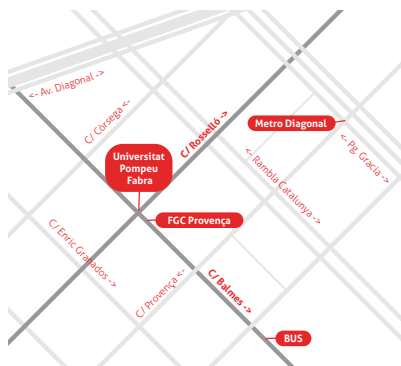 <- Av. Diagonal ->
C/ Còrsega <-
C/ Rosselló ->
Metro Diagonal
<- Pg. Gracia ->
Universitat
Pompeu
Fabra
<- Rambla Catalunya ->
FGC Provença
C/ Enric Granados ->
C/ Provença <-
C/ Balmes ->
BUS